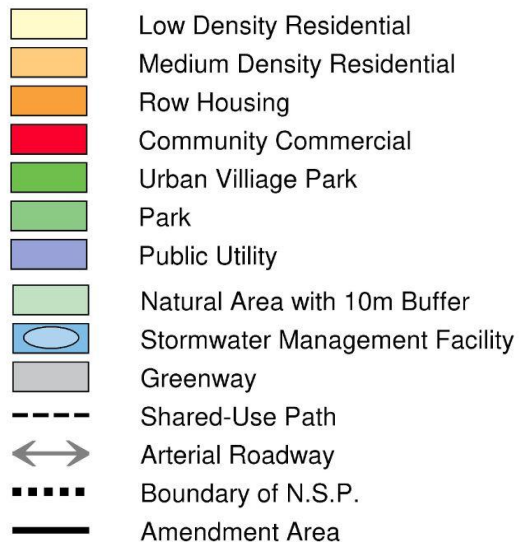 Low Density Residential
Medium Density Residential
Row Housing
Community Commercial
Urban Villiage Park
Park
Public Utility
Natural Area with 10m Buffer
Stormwater Management Facility
Greenway
Shared-Use Path
Arterial Roadway
Boundary of N.S.P.
Amendment Area